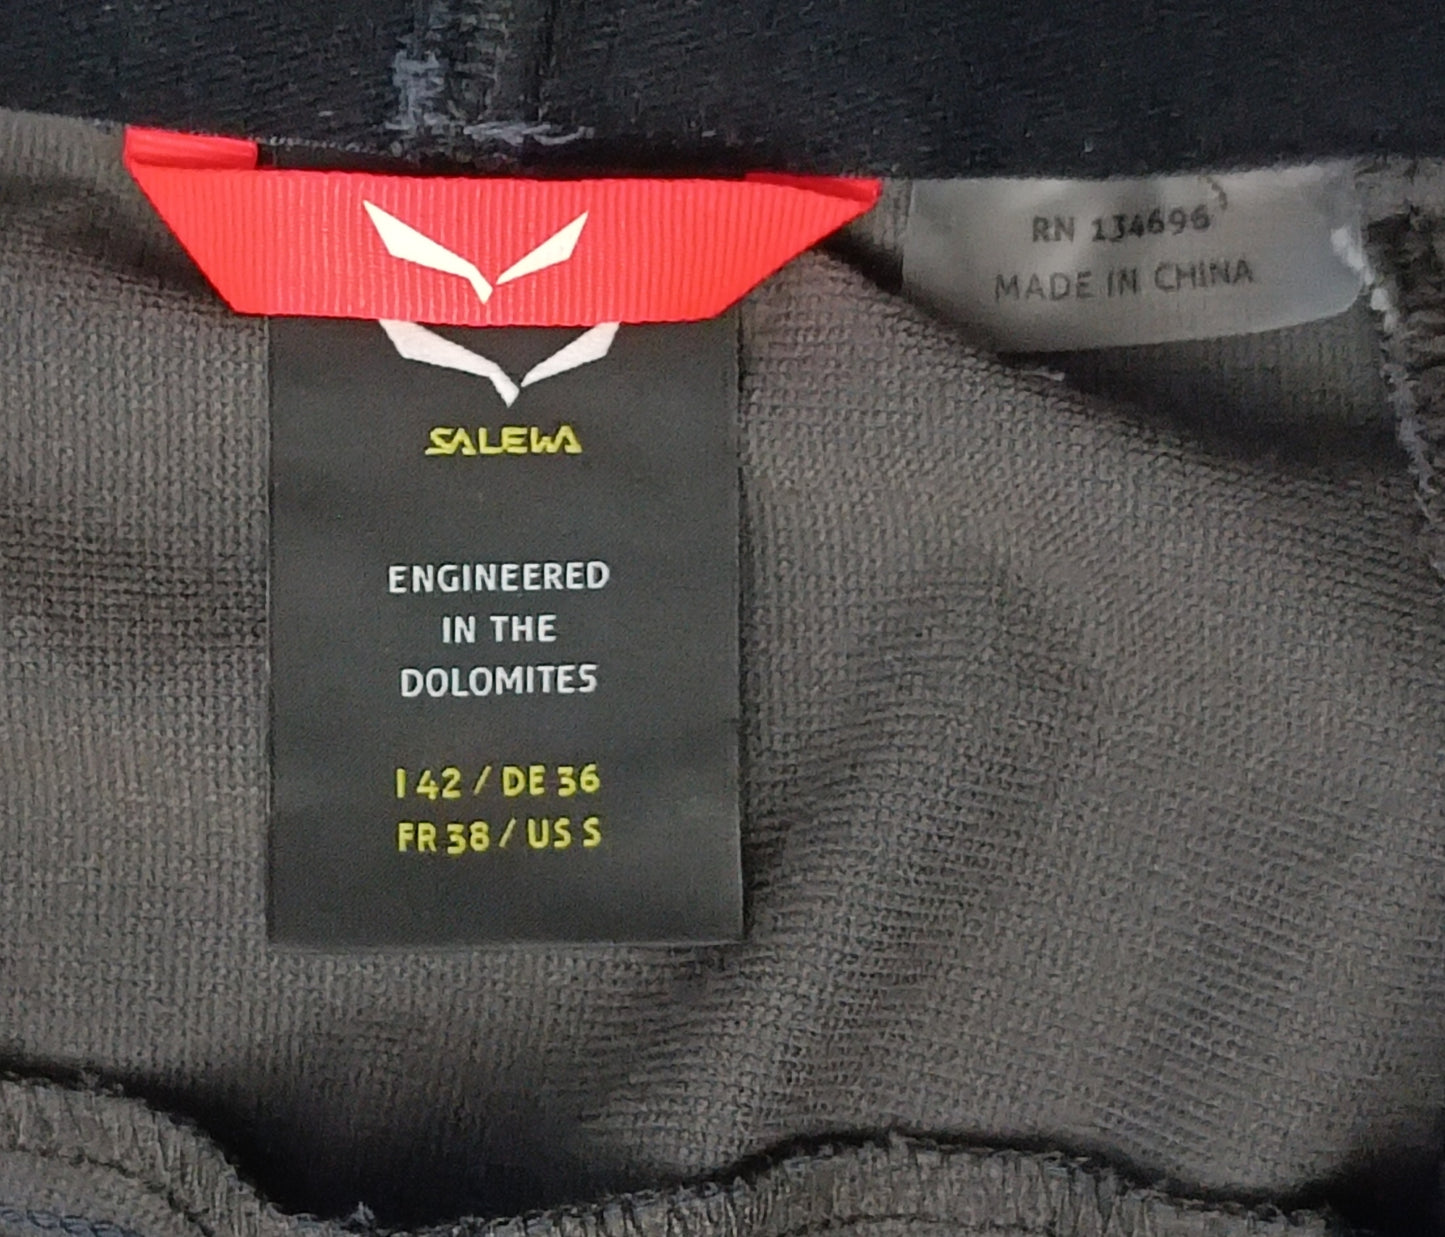 SALEWA
ENGINEERED
IN THE
DOLOMITES
I 42 / DE 36
FR 38 / US S
RN 134696
MADE IN CHINA